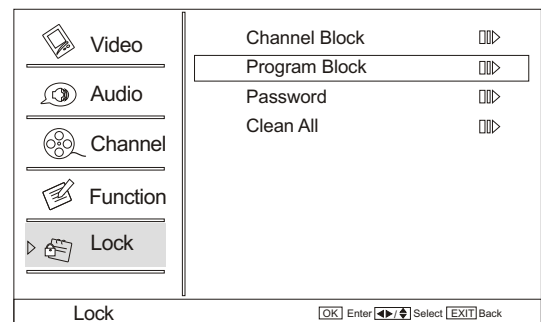 Video
Audio
Channel
Function
Lock
Channel Block
Program Block
Password
Clean All
Lock
OK Enter ◀▶/▲▼ Select EXIT Back